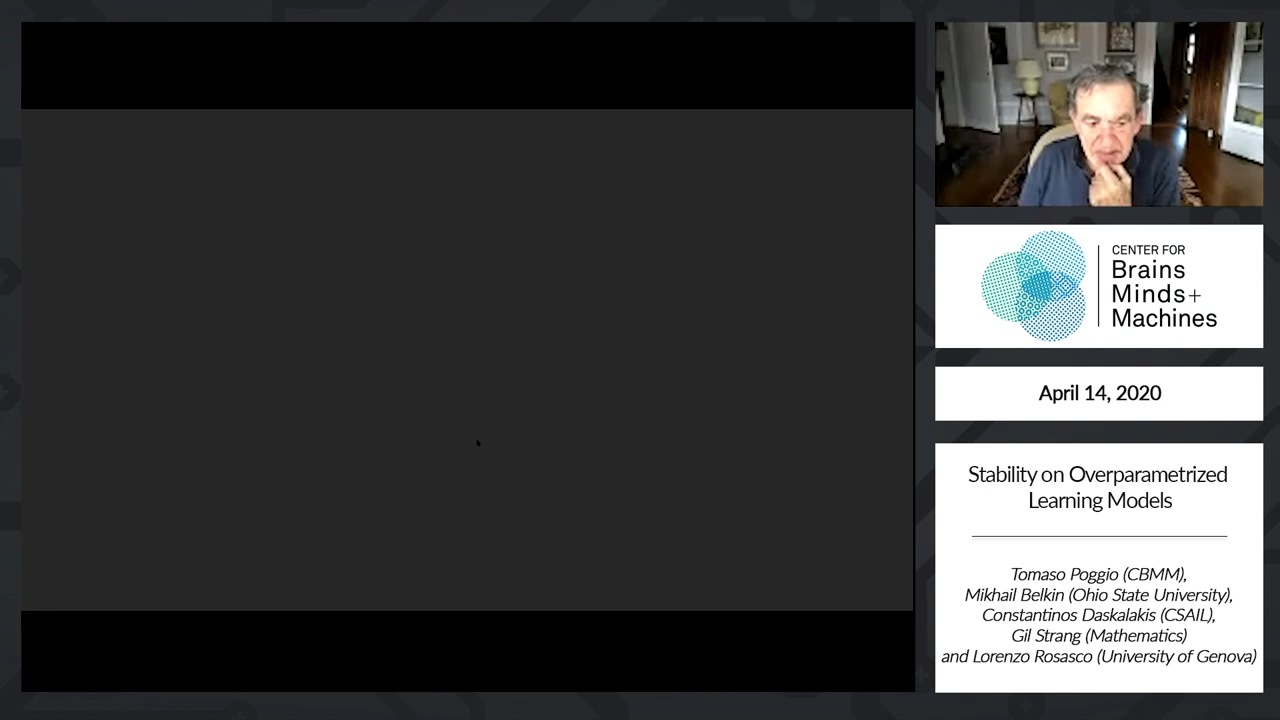 CENTER FOR
Brains
Minds+
Machines
April 14, 2020
Stability on Overparametrized
Learning Models
Tomaso Poggio (CBMM),
Mikhail Belkin (Ohio State University),
Constantinos Daskalakis (CSAIL),
Gil Strang (Mathematics)
and Lorenzo Rosasco (University of Genova)